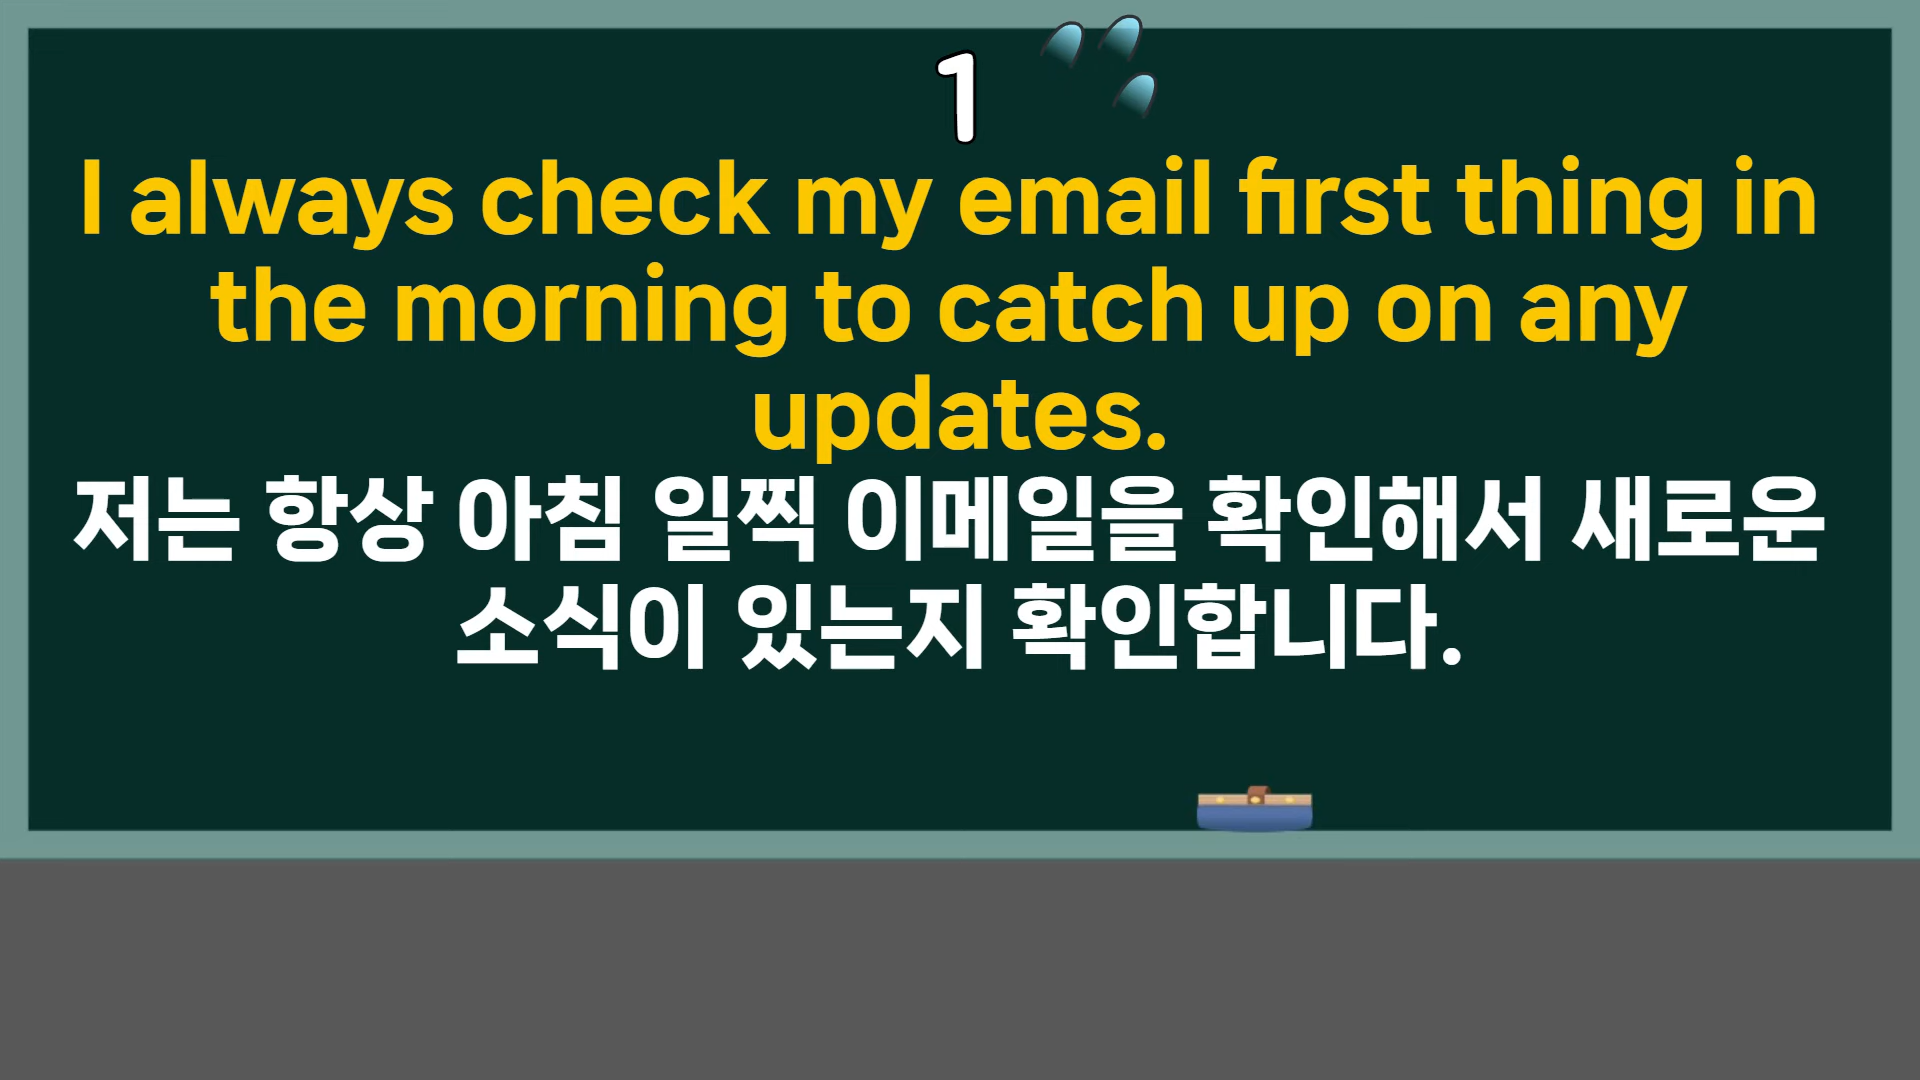 1
I always check my email first thing in
the morning to catch up on any
updates.
저는 항상 아침 일찍 이메일을 확인해서 새로운
소식이 있는지 확인합니다.